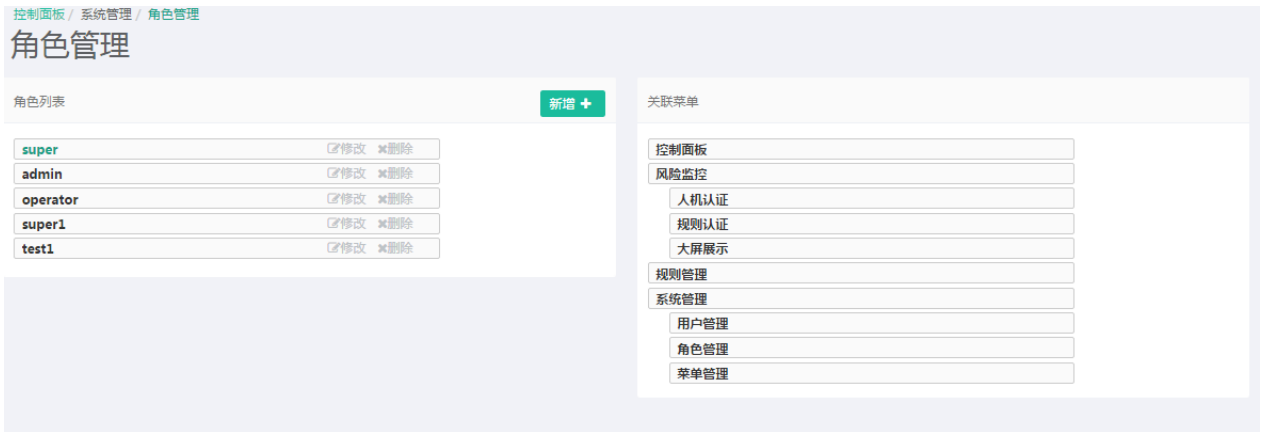 控制面板 / 系统管理 / 角色管理
角色管理
角色列表
新增
super 修改 删除
admin 修改 删除
operator 修改 删除
super1 修改 删除
test1 修改 删除
关联菜单
控制面板
风险监控
人机认证
规则认证
大屏展示
规则管理
系统管理
用户管理
角色管理
菜单管理